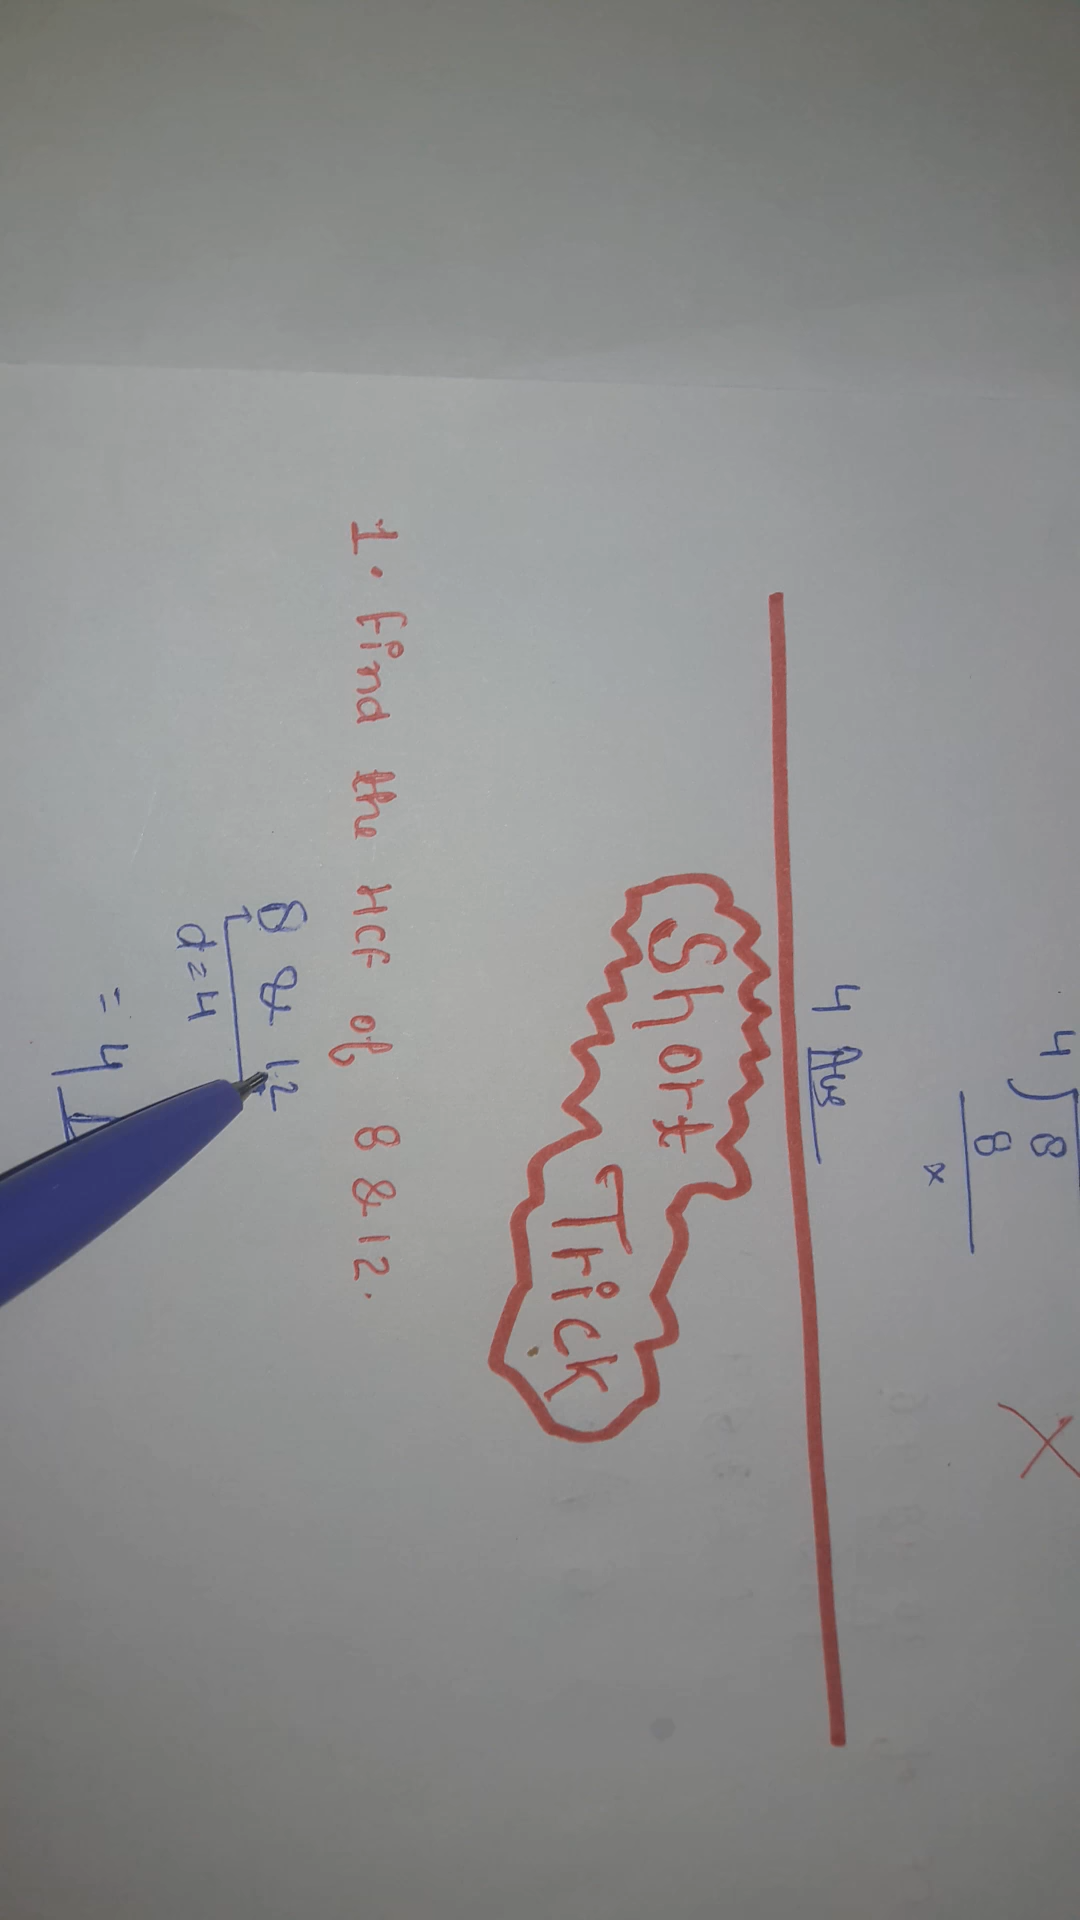 4) 8
8
×
4 Ans
Short Trick
1. Find the HCF of 8 & 12.
8 & 12
d=4
= 4